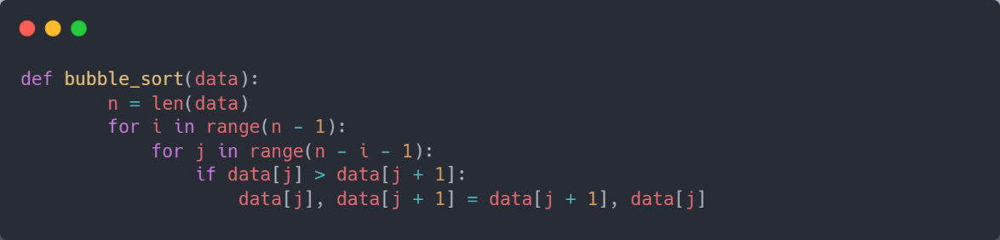 def bubble_sort(data):
        n = len(data)
        for i in range(n - 1):
            for j in range(n - i - 1):
                if data[j] > data[j + 1]:
                    data[j], data[j + 1] = data[j + 1], data[j]